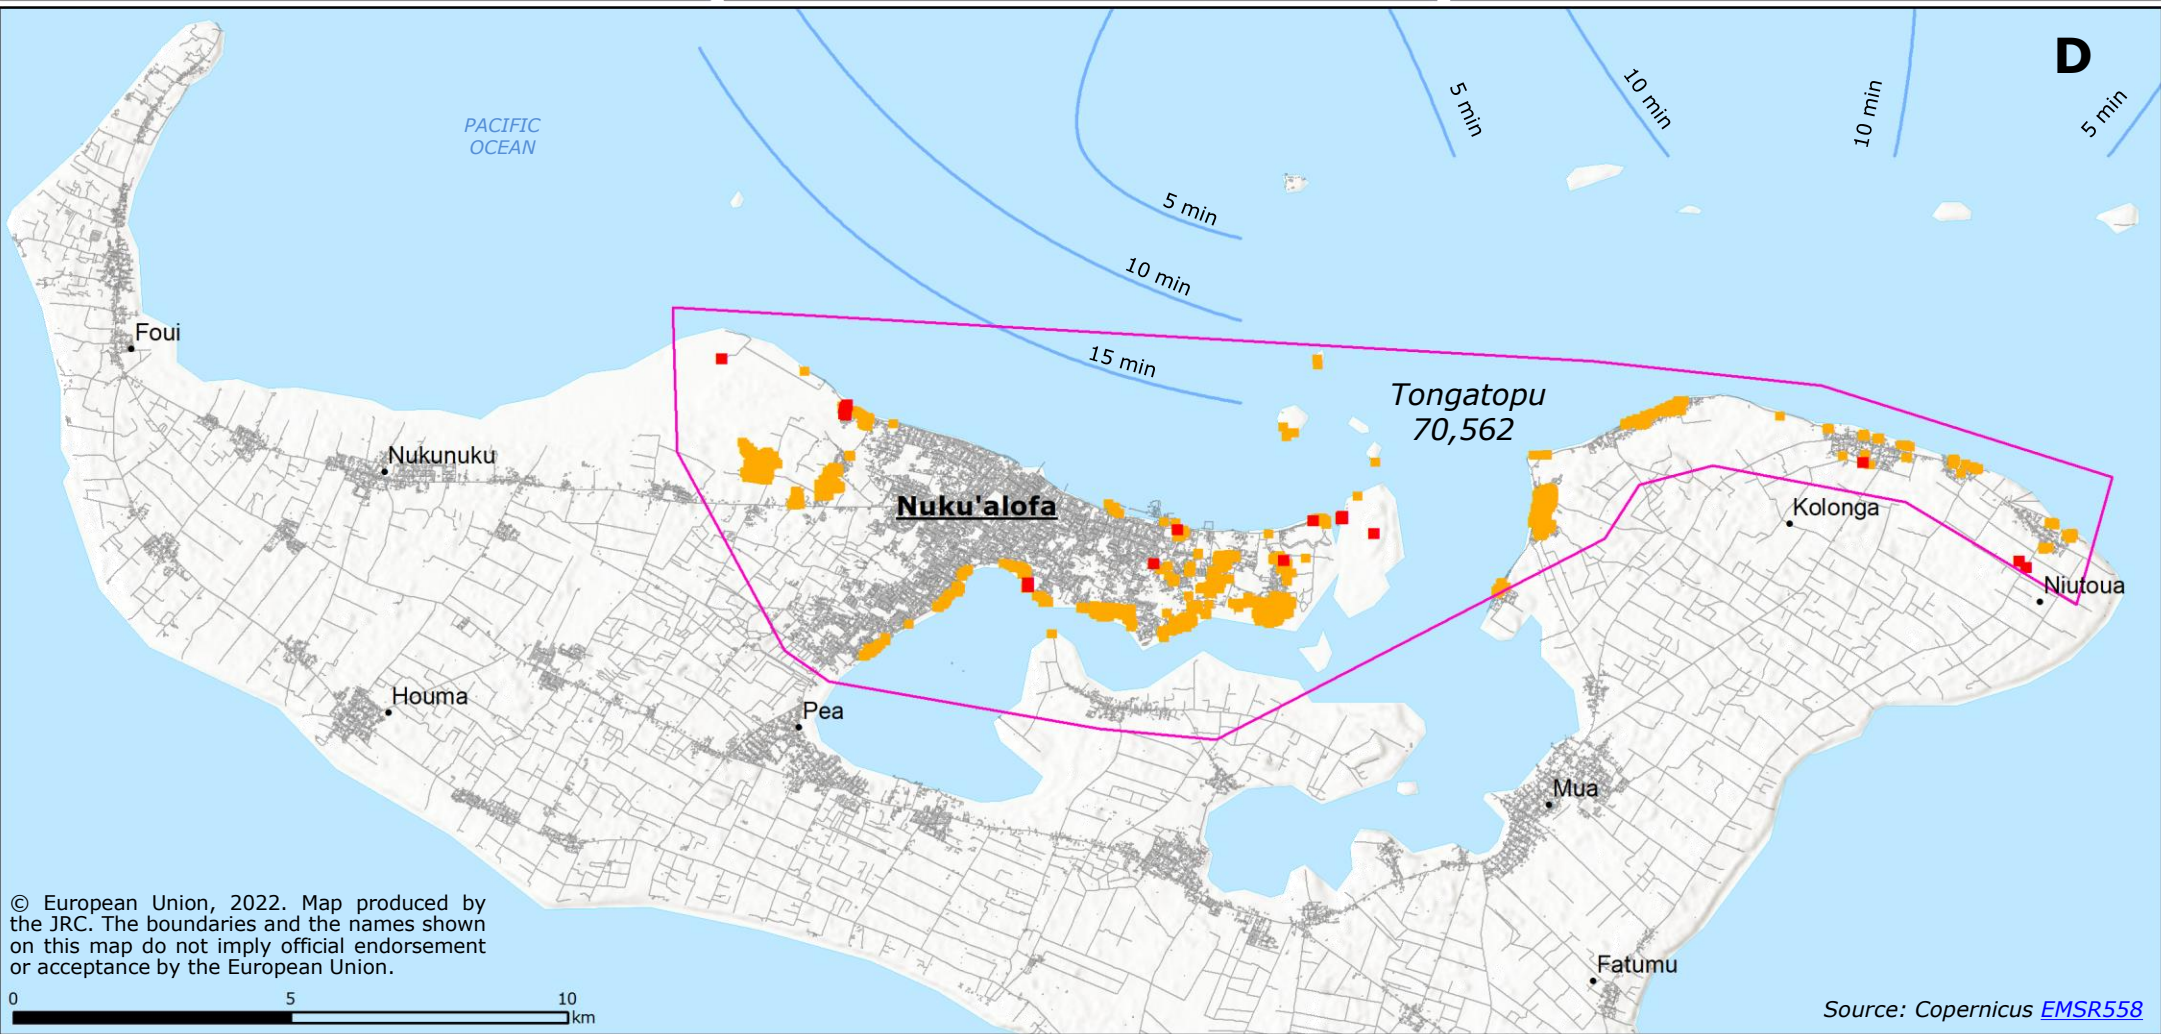 D
PACIFIC
OCEAN
5 min
10 min
10 min
5 min
5 min
10 min
15 min
Foui
Tongatopu
70,562
Nukunuku
Nuku'alofa
Kolonga
Niutoua
Houma
Pea
Mua
Fatumu
© European Union, 2022. Map produced by
the JRC. The boundaries and the names shown
on this map do not imply official endorsement
or acceptance by the European Union.
0 5 10
km
Source: Copernicus EMSR558